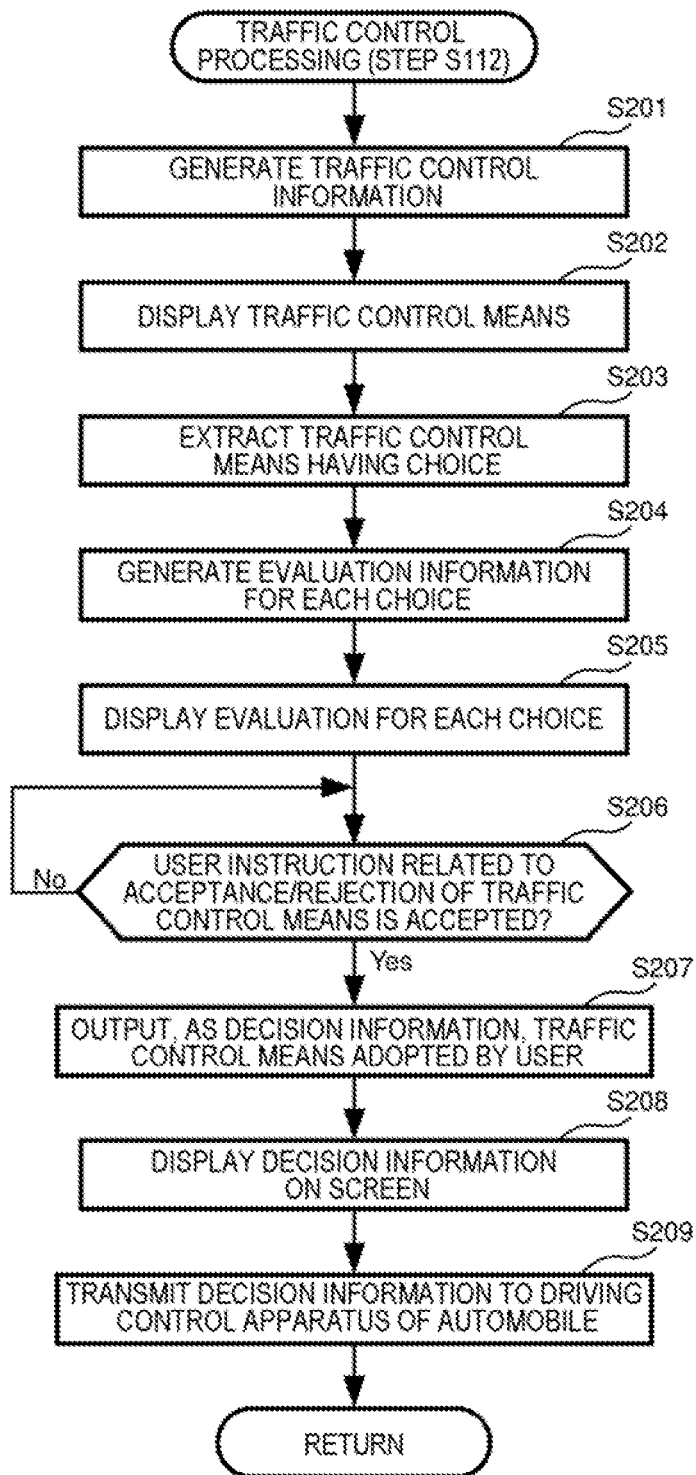 TRAFFIC CONTROL
PROCESSING (STEP S112)
S201
GENERATE TRAFFIC CONTROL
INFORMATION
S202
DISPLAY TRAFFIC CONTROL MEANS
S203
EXTRACT TRAFFIC CONTROL
MEANS HAVING CHOICE
S204
GENERATE EVALUATION INFORMATION
FOR EACH CHOICE
S205
DISPLAY EVALUATION FOR EACH CHOICE
S206
USER INSTRUCTION RELATED TO
ACCEPTANCE/REJECTION OF TRAFFIC
CONTROL MEANS IS ACCEPTED?
No
Yes
S207
OUTPUT, AS DECISION INFORMATION, TRAFFIC
CONTROL MEANS ADOPTED BY USER
S208
DISPLAY DECISION INFORMATION
ON SCREEN
S209
TRANSMIT DECISION INFORMATION TO DRIVING
CONTROL APPARATUS OF AUTOMOBILE
RETURN